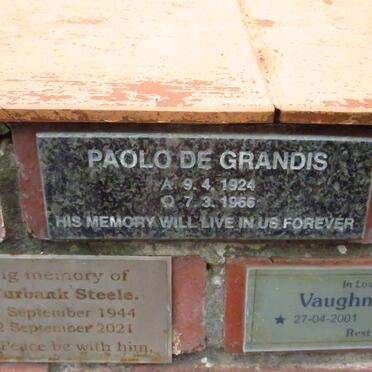 PAOLO DE GRANDIS
A 9.4.1924
Ω 7.3.1966
HIS MEMORY WILL LIVE IN US FOREVER
memory of
urbank Steele.
September 1944
2 September 2021
Peace be with him.
In Lo
Vaughn
★ 27-04-2001
Rest